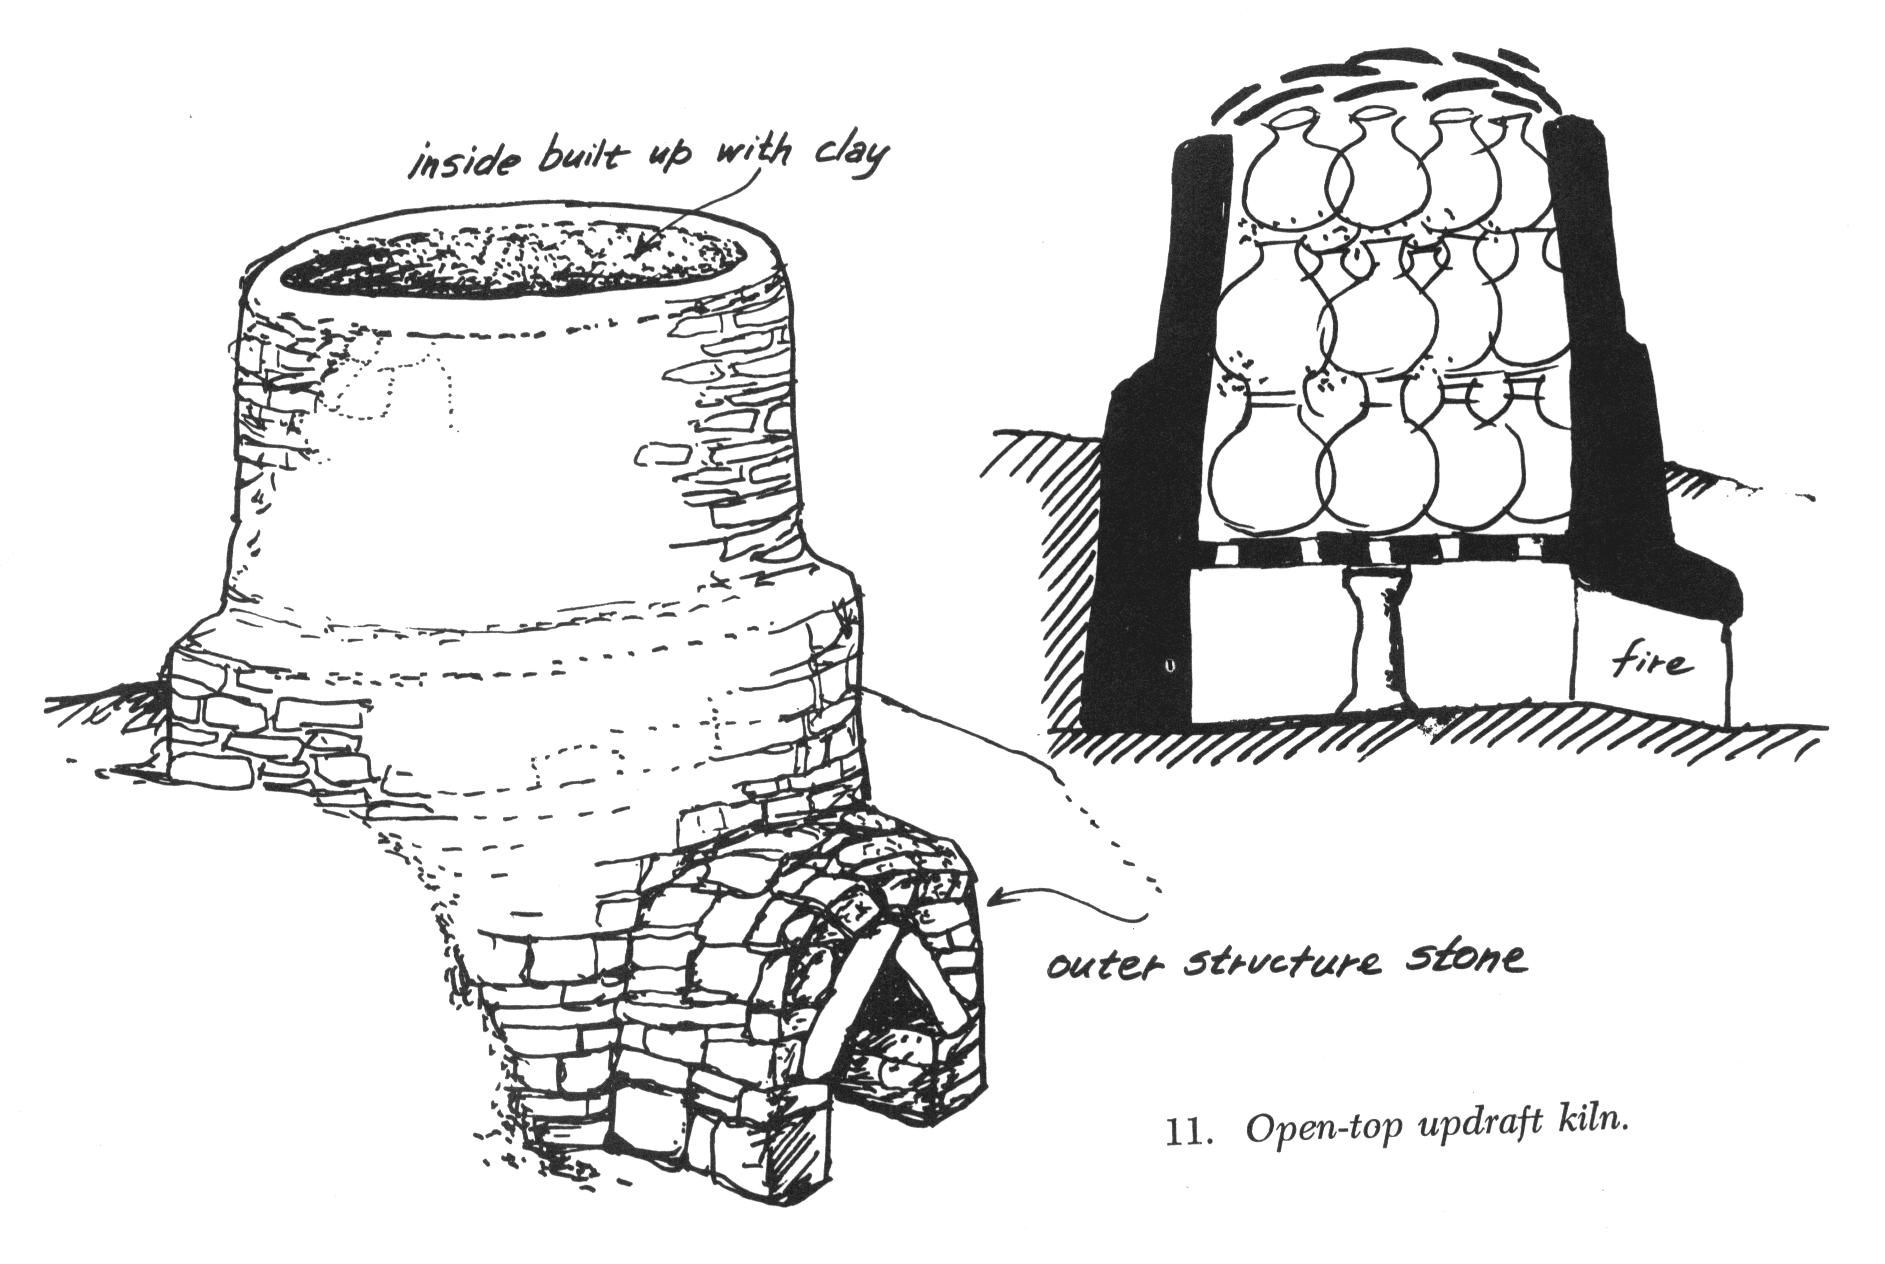 inside built up with clay
fire
outer structure stone
11. Open-top updraft kiln.